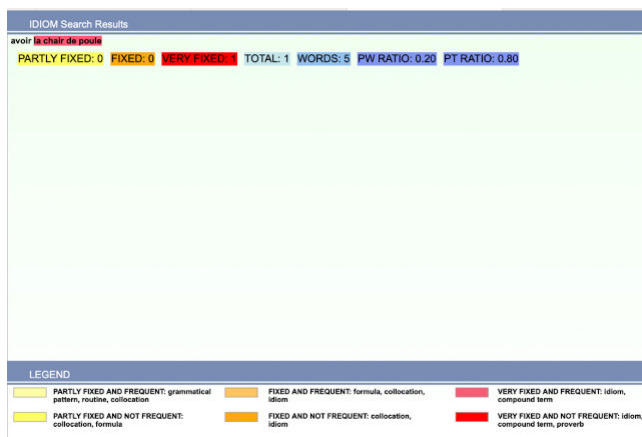 IDIOM Search Results
avoir la chair de poule
PARTLY FIXED: 0 FIXED: 0 VERY FIXED: 1 TOTAL: 1 WORDS: 5 PW RATIO: 0.20 PT RATIO: 0.80
LEGEND
PARTLY FIXED AND FREQUENT: grammatical
pattern, routine, collocation
FIXED AND FREQUENT: formula, collocation,
idiom
VERY FIXED AND FREQUENT: idiom,
compound term
PARTLY FIXED AND NOT FREQUENT:
collocation, formula
FIXED AND NOT FREQUENT: collocation,
idiom
VERY FIXED AND NOT FREQUENT: idiom,
compound term, proverb